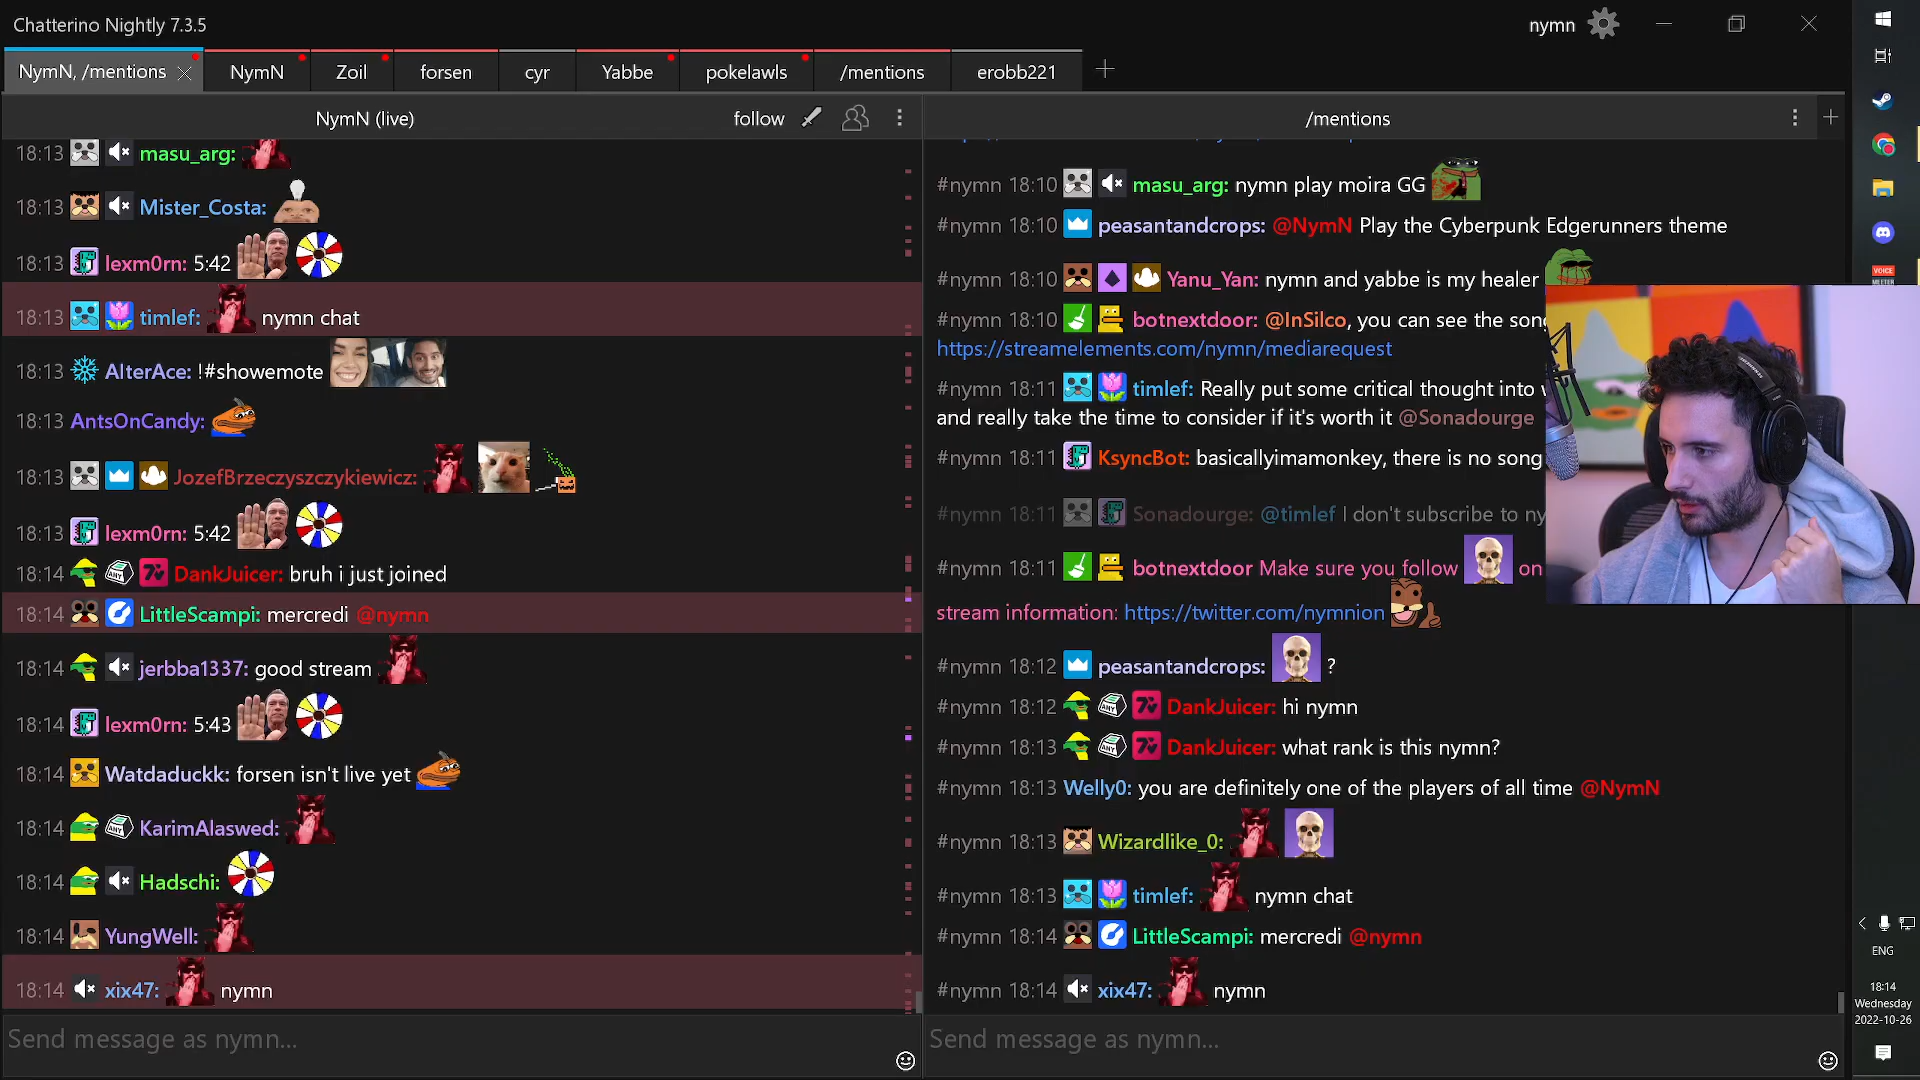 Chatterino Nightly 7.3.5
nymn
NymN, /mentions
NymN
Zoil
forsen
cyr
Yabbe
pokelawls
/mentions
erobb221
NymN (live)
follow
18:13 masu_arg:
18:13 Mister_Costa:
18:13 lexm0rn: 5:42
18:13 timlef: nymn chat
18:13 AlterAce: !#showemote
18:13 AntsOnCandy:
18:13 JozefBrzeczyszczykiewicz:
18:13 lexm0rn: 5:42
18:14 DankJuicer: bruh i just joined
18:14 LittleScampi: mercredi @nymn
18:14 jerbba1337: good stream
18:14 lexm0rn: 5:43
18:14 Watdaduckk: forsen isn't live yet
18:14 KarimAlaswed:
18:14 Hadschi:
18:14 YungWell:
18:14 xix47: nymn
Send message as nymn...
/mentions
#nymn 18:10 masu_arg: nymn play moira GG
#nymn 18:10 peasantandcrops: @NymN Play the Cyberpunk Edgerunners theme
#nymn 18:10 Yanu_Yan: nymn and yabbe is my healer
#nymn 18:10 botnextdoor: @InSilco, you can see the song
https://streamelements.com/nymn/mediarequest
#nymn 18:11 timlef: Really put some critical thought into
and really take the time to consider if it's worth it @Sonadourge
#nymn 18:11 KsyncBot: basicallyimamonkey, there is no song
#nymn 18:11 Sonadourge: @timlef I don't subscribe to ny
#nymn 18:11 botnextdoor Make sure you follow on
stream information: https://twitter.com/nymnion
#nymn 18:12 peasantandcrops: ?
#nymn 18:12 DankJuicer: hi nymn
#nymn 18:13 DankJuicer: what rank is this nymn?
#nymn 18:13 Welly0: you are definitely one of the players of all time @NymN
#nymn 18:13 Wizardlike_0:
#nymn 18:13 timlef: nymn chat
#nymn 18:14 LittleScampi: mercredi @nymn
#nymn 18:14 xix47: nymn
Send message as nymn...
VOICE
MEETER
ENG
18:14
Wednesday
2022-10-26